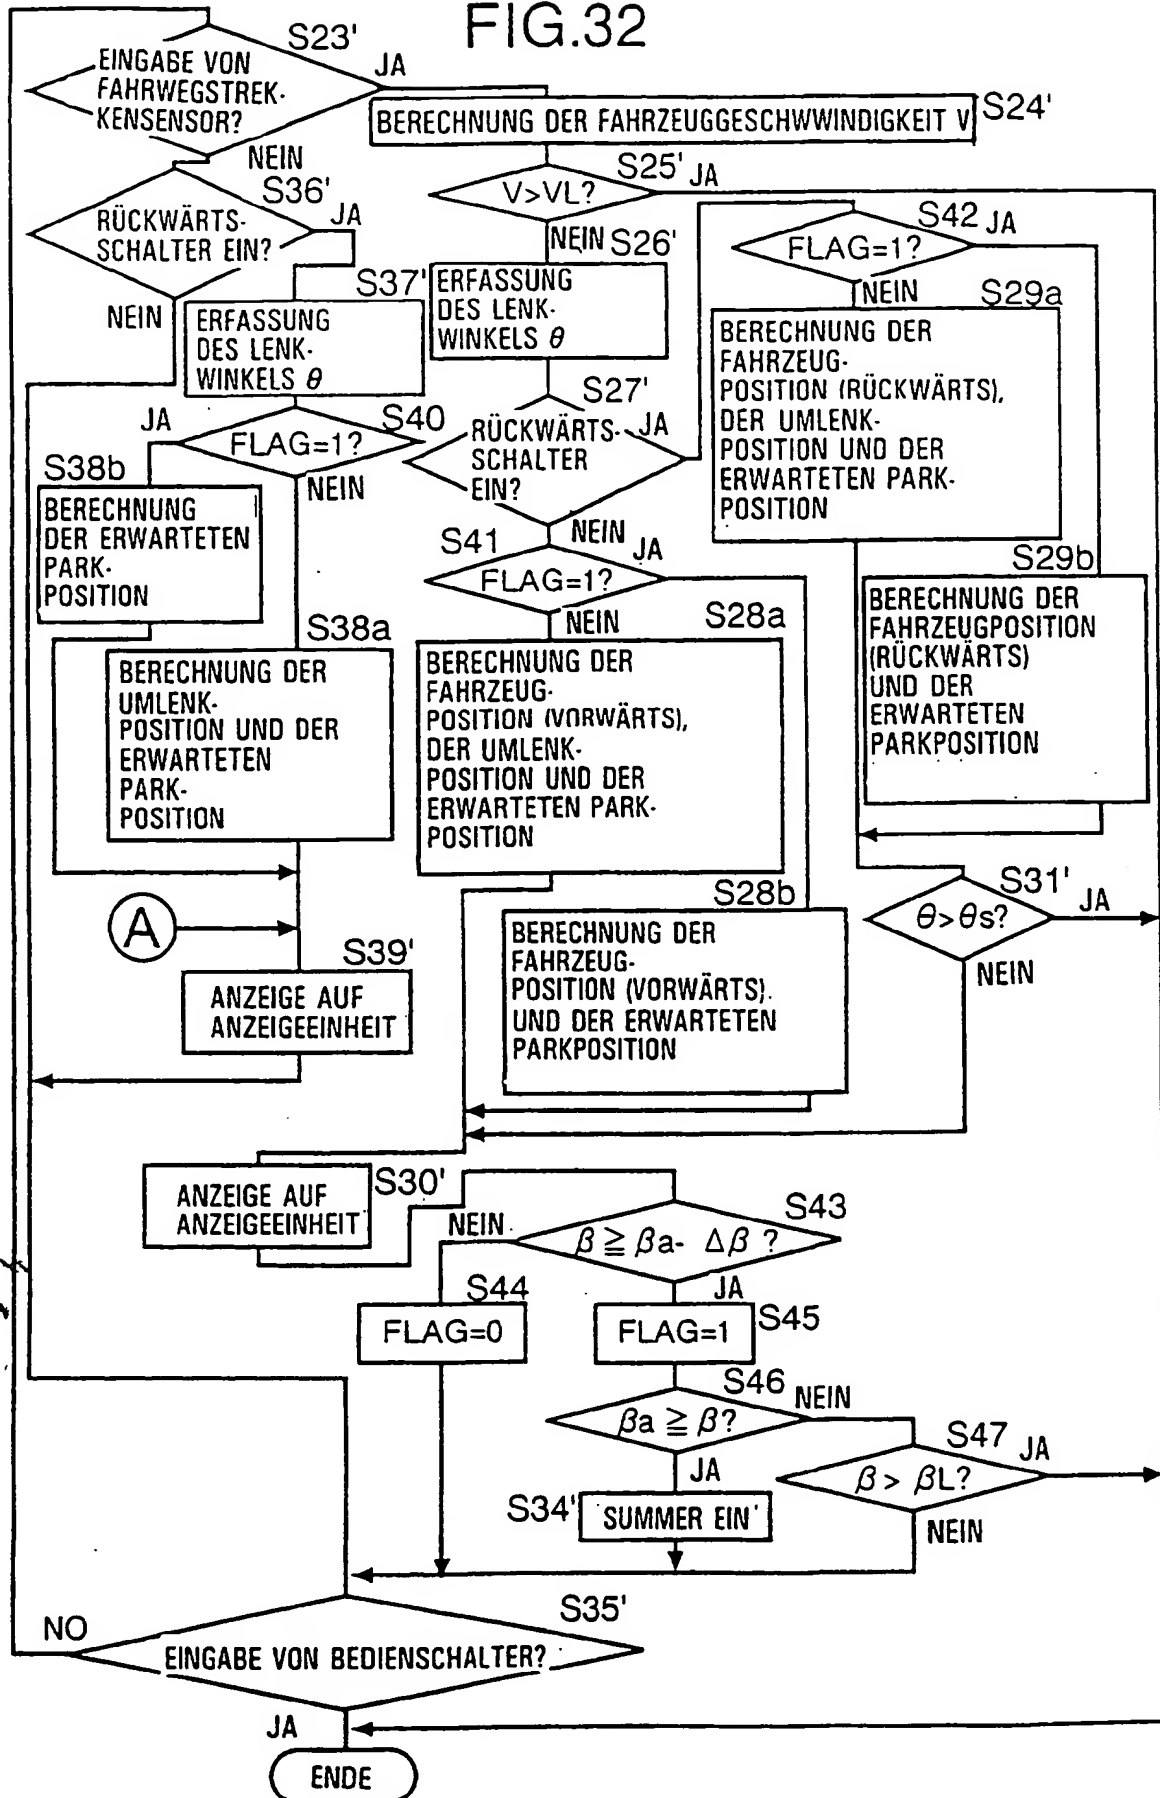 FIG.32
S23'
EINGABE VON
FAHRWEGSTREK-
KENSENSOR?
JA
NEIN
BERECHNUNG DER FAHRZEUGGESCHWWINDIGKEIT V
S24'
S25'
V>VL?
JA
NEIN
S36'
RÜCKWÄRTS-
SCHALTER EIN?
JA
NEIN
S26'
ERFASSUNG
DES LENK-
WINKELS θ
S42
FLAG=1?
JA
NEIN
S37'
ERFASSUNG
DES LENK-
WINKELS θ
S29a
BERECHNUNG DER
FAHRZEUG-
POSITION (RÜCKWÄRTS),
DER UMLENK-
POSITION UND DER
ERWARTETEN PARK-
POSITION
S27'
RÜCKWÄRTS-
SCHALTER
EIN?
JA
NEIN
S40
FLAG=1?
JA
NEIN
S38b
BERECHNUNG
DER ERWARTETEN
PARK-
POSITION
S41
FLAG=1?
JA
NEIN
S29b
BERECHNUNG DER
FAHRZEUGPOSITION
(RÜCKWÄRTS)
UND DER
ERWARTETEN
PARKPOSITION
S38a
BERECHNUNG DER
UMLENK-
POSITION UND DER
ERWARTETEN
PARK-
POSITION
S28a
BERECHNUNG DER
FAHRZEUG-
POSITION (VORWÄRTS),
DER UMLENK-
POSITION UND DER
ERWARTETEN PARK-
POSITION
S31'
θ>θs?
JA
NEIN
A
S28b
BERECHNUNG DER
FAHRZEUG-
POSITION (VORWÄRTS).
UND DER ERWARTETEN
PARKPOSITION
S39'
ANZEIGE AUF
ANZEIGEEINHEIT
S30'
ANZEIGE AUF
ANZEIGEEINHEIT
S43
β≧βa- Δβ ?
NEIN
JA
S44
FLAG=0
S45
FLAG=1
S46
βa≧β?
NEIN
JA
S47
β> βL?
JA
NEIN
S34'
SUMMER EIN
S35'
EINGABE VON BEDIENSCHALTER?
NO
JA
ENDE